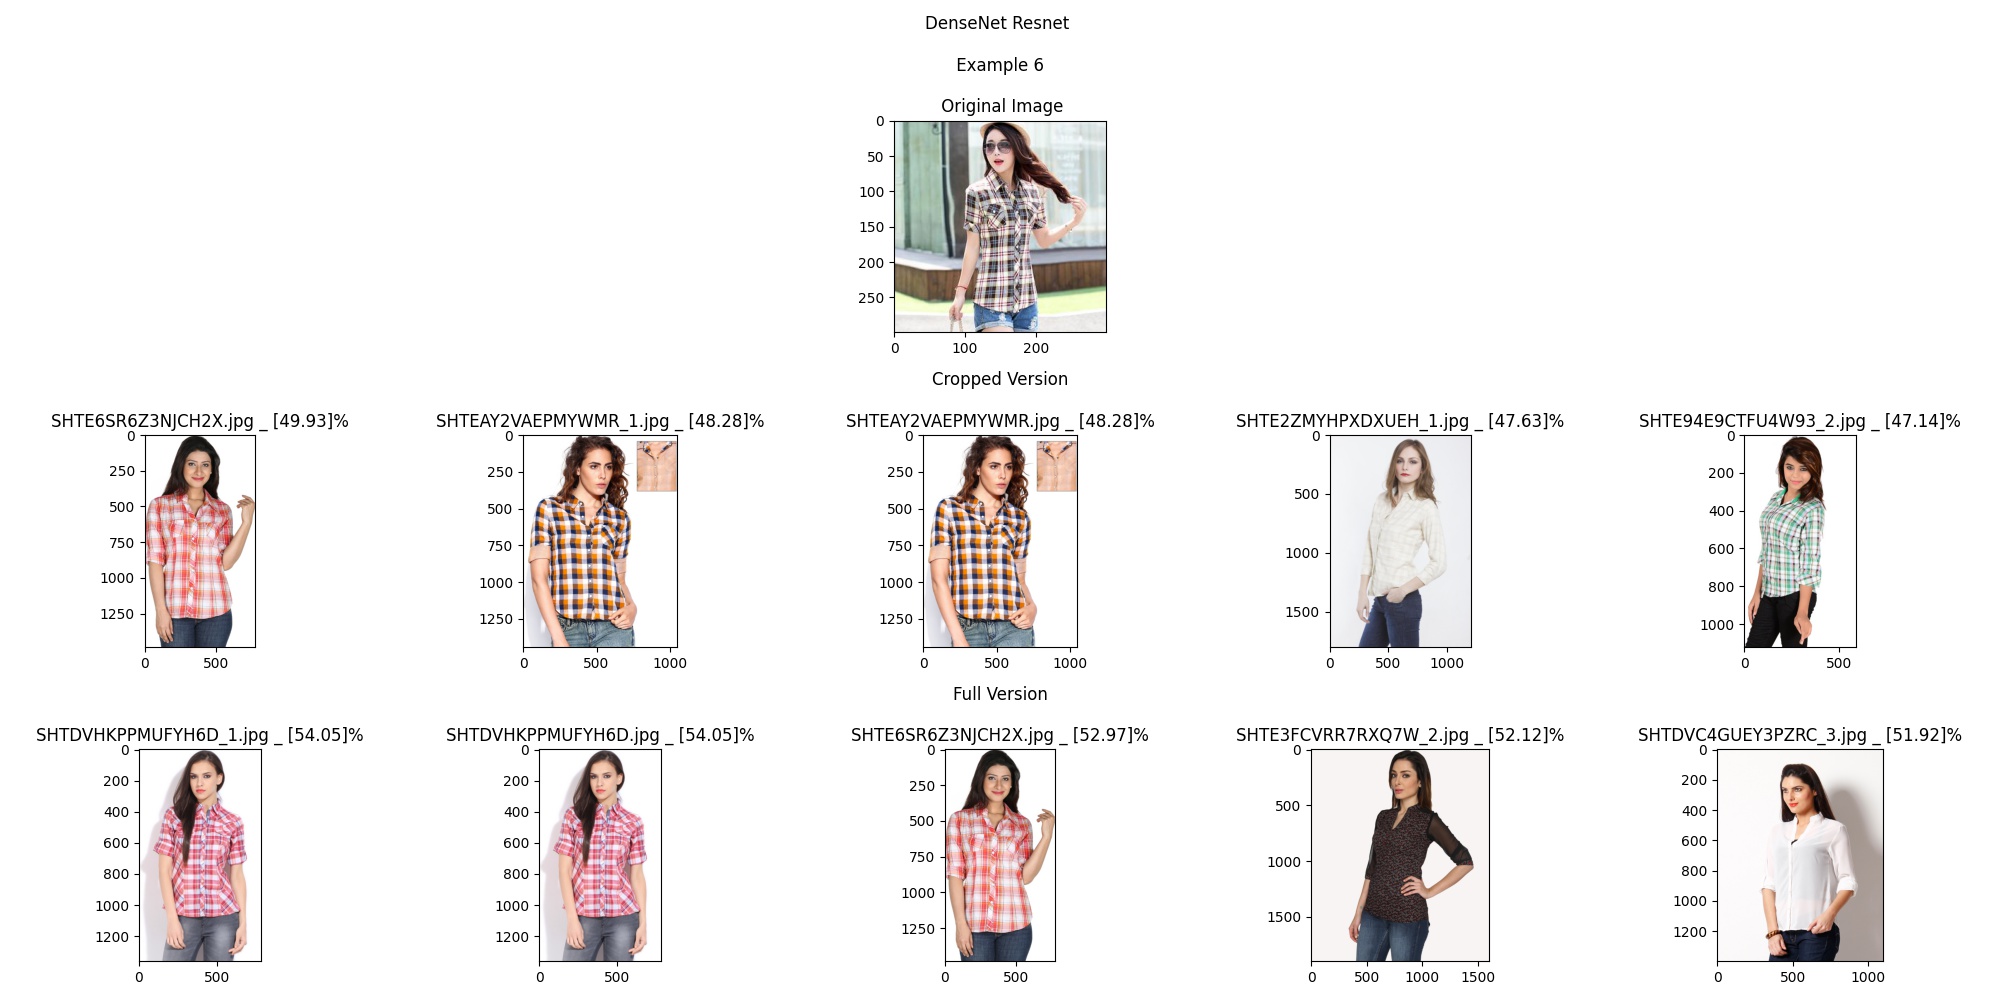 DenseNet Resnet
Example 6
Original Image
0
50
100
150
200
250
0 100 200
Cropped Version
SHTE6SR6Z3NJCH2X.jpg _ [49.93]% SHTEAY2VAEPMYWMR_1.jpg _ [48.28]% SHTEAY2VAEPMYWMR.jpg _ [48.28]% SHTE2ZMYHPXDXUEH_1.jpg _ [47.63]% SHTE94E9CTFU4W93_2.jpg _ [47.14]%
0 0 0 0 0
250 250 250 500 200
500 500 500 1000 400
750 750 750 1500 600
1000 1000 1000 800
1250 1250 1250 1000
0 500 0 500 1000 0 500 1000 0 500 1000 0 500
Full Version
SHTDVHKPPMUFYH6D_1.jpg _ [54.05]% SHTDVHKPPMUFYH6D.jpg _ [54.05]% SHTE6SR6Z3NJCH2X.jpg _ [52.97]% SHTE3FCVRR7RXQ7W_2.jpg _ [52.12]% SHTDVC4GUEY3PZRC_3.jpg _ [51.92]%
0 0 0 0 0
200 200 250 500 200
400 400 500 1000 400
600 600 750 1500 600
800 800 1000 800
1000 1000 1250 1000
1200 1200 1200
0 500 0 500 0 500 0 500 1000 1500 0 500 1000